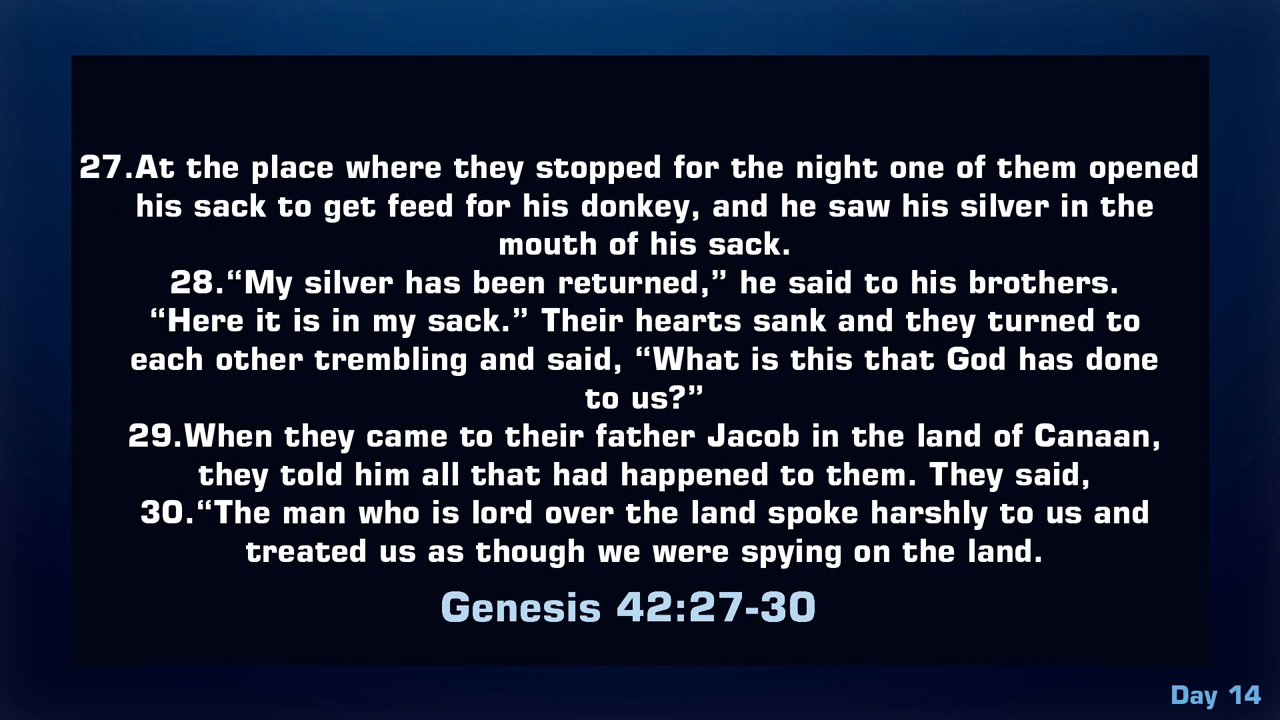 27.At the place where they stopped for the night one of them opened
his sack to get feed for his donkey, and he saw his silver in the
mouth of his sack.
28.“My silver has been returned,” he said to his brothers.
“Here it is in my sack.” Their hearts sank and they turned to
each other trembling and said, “What is this that God has done
to us?”
29.When they came to their father Jacob in the land of Canaan,
they told him all that had happened to them. They said,
30.“The man who is lord over the land spoke harshly to us and
treated us as though we were spying on the land.
Genesis 42:27-30
Day 14